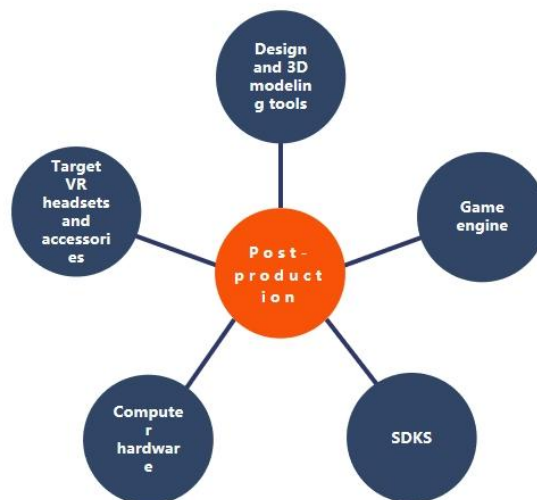 Design
and 3D
modelin
g tools
Target
VR
headsets
and
accessori
es
Game
engine
Post-
product
ion
Compute
r
hardwar
e
SDKS